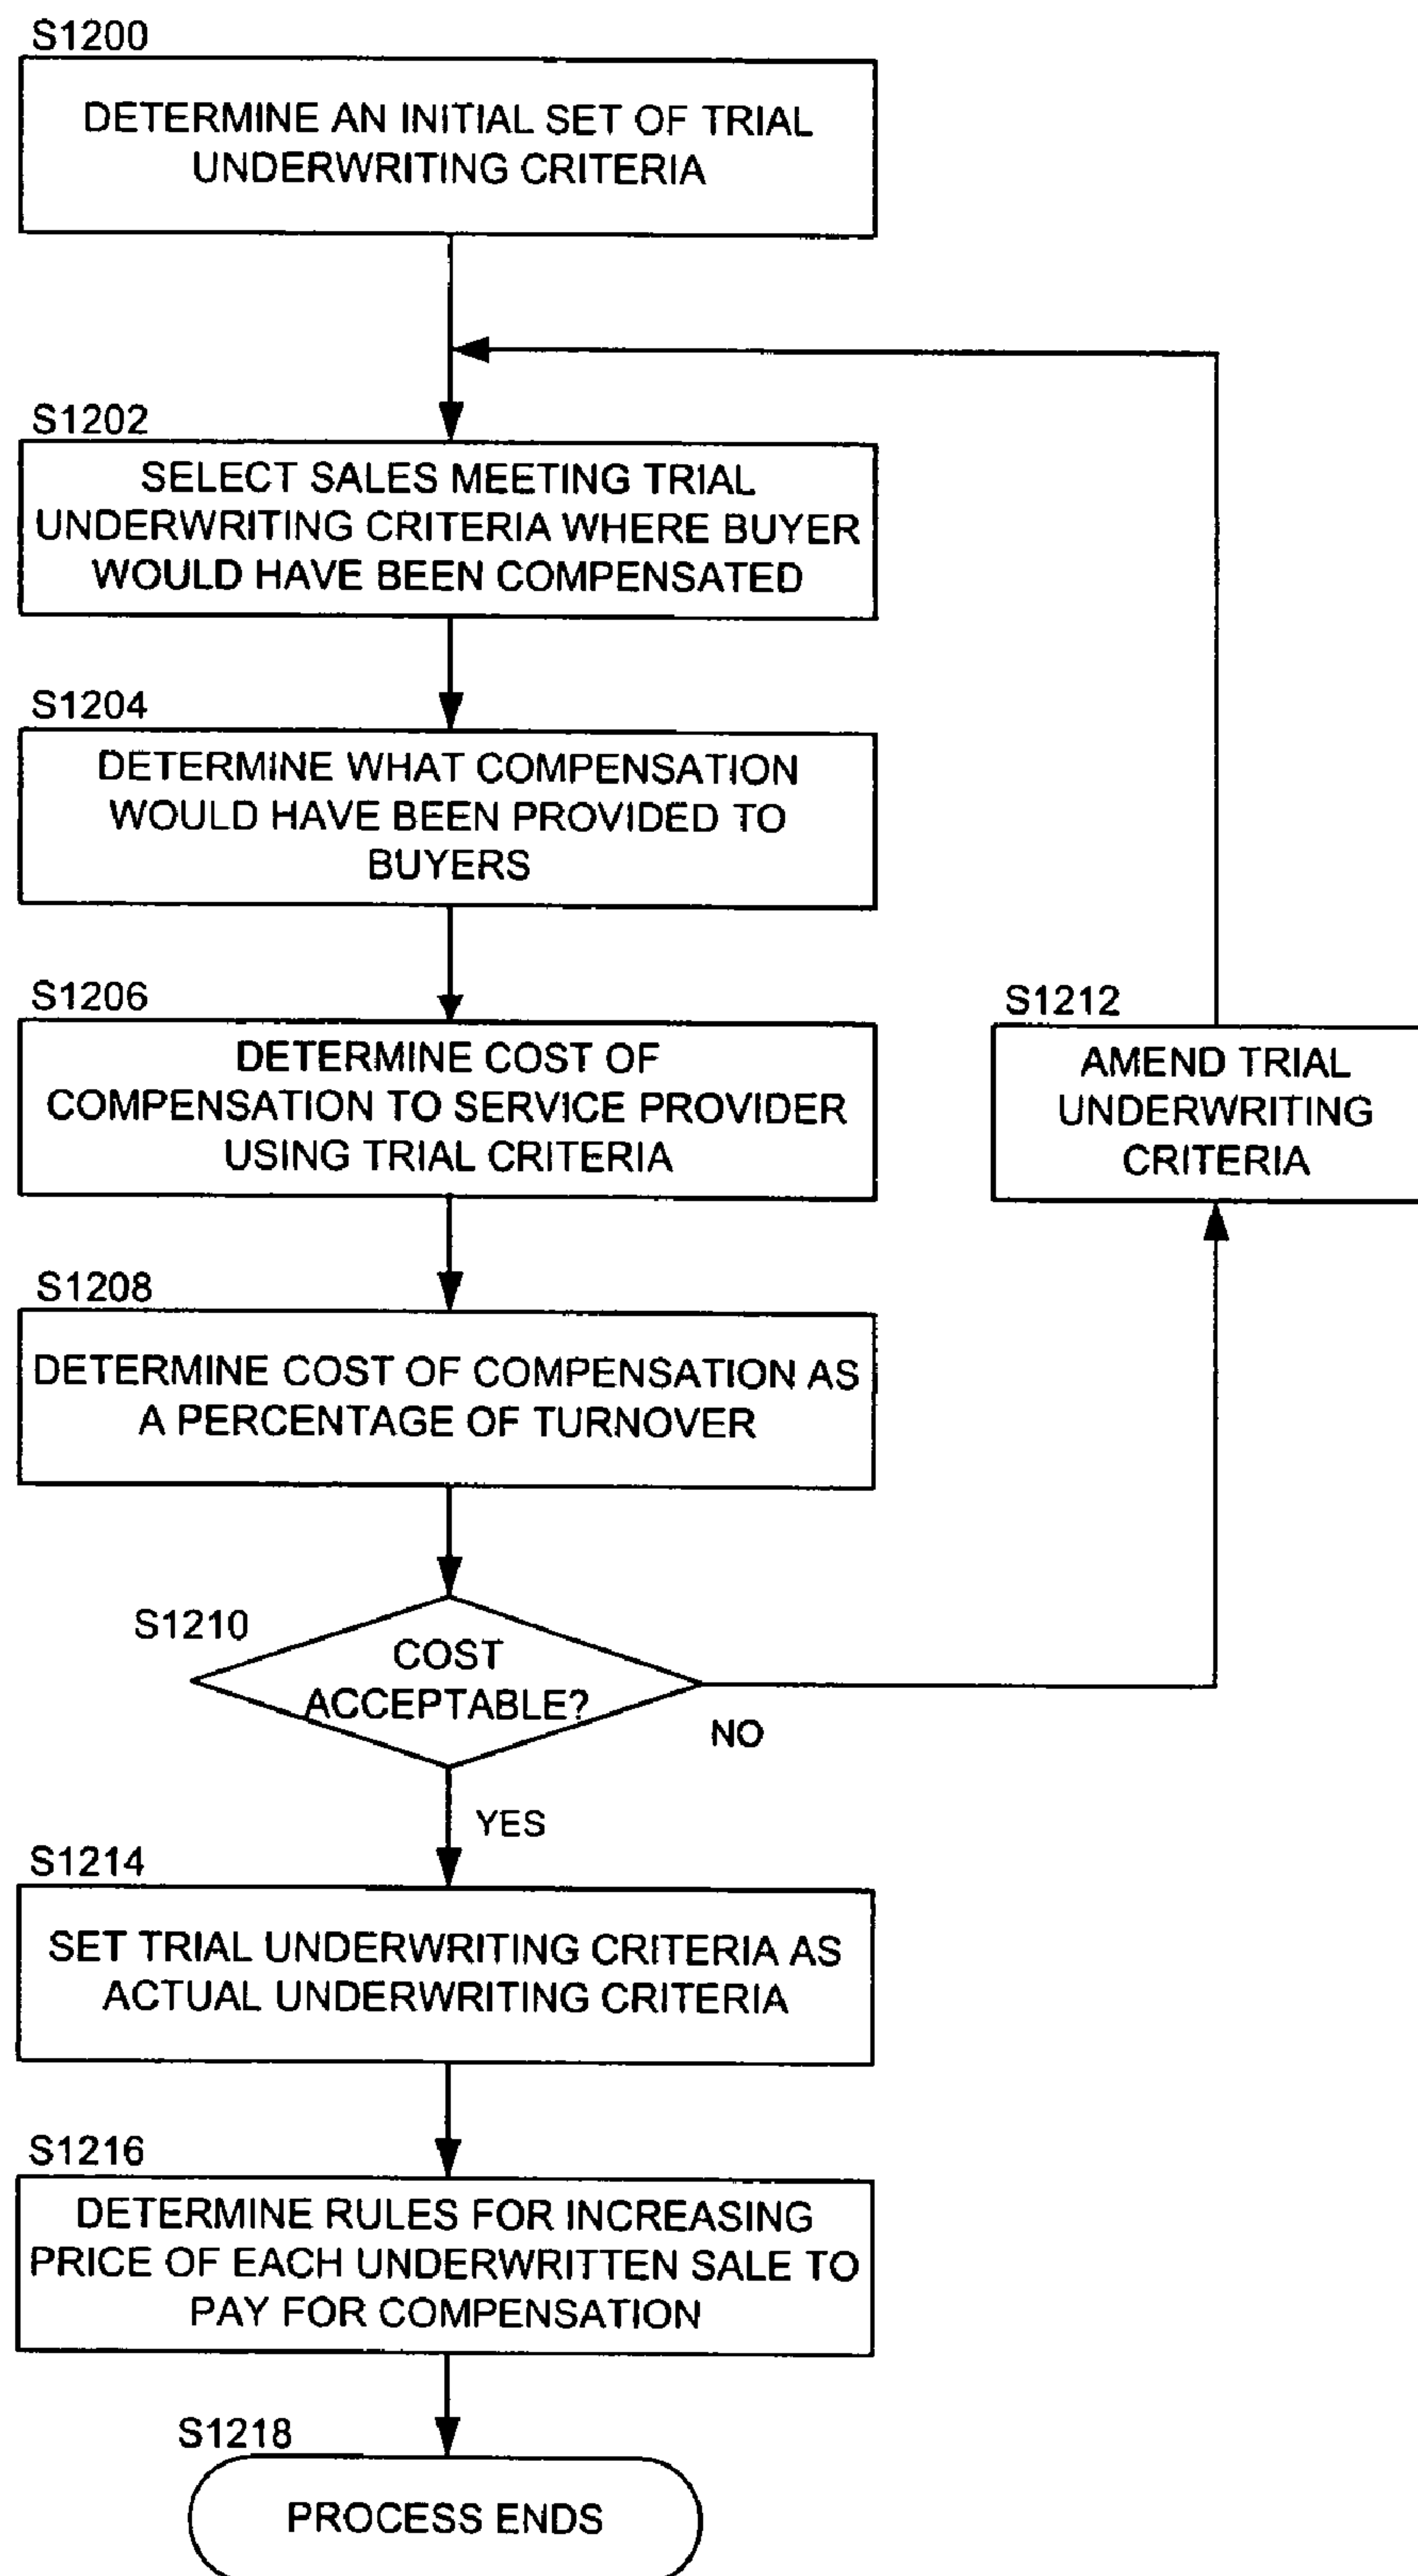 S1200
DETERMINE AN INITIAL SET OF TRIAL
UNDERWRITING CRITERIA
S1202
SELECT SALES MEETING TRIAL
UNDERWRITING CRITERIA WHERE BUYER
WOULD HAVE BEEN COMPENSATED
S1204
DETERMINE WHAT COMPENSATION
WOULD HAVE BEEN PROVIDED TO
BUYERS
S1206
DETERMINE COST OF
COMPENSATION TO SERVICE PROVIDER
USING TRIAL CRITERIA
S1212
AMEND TRIAL
UNDERWRITING
CRITERIA
S1208
DETERMINE COST OF COMPENSATION AS
A PERCENTAGE OF TURNOVER
S1210
COST
ACCEPTABLE?
NO
YES
S1214
SET TRIAL UNDERWRITING CRITERIA AS
ACTUAL UNDERWRITING CRITERIA
S1216
DETERMINE RULES FOR INCREASING
PRICE OF EACH UNDERWRITTEN SALE TO
PAY FOR COMPENSATION
S1218
PROCESS ENDS